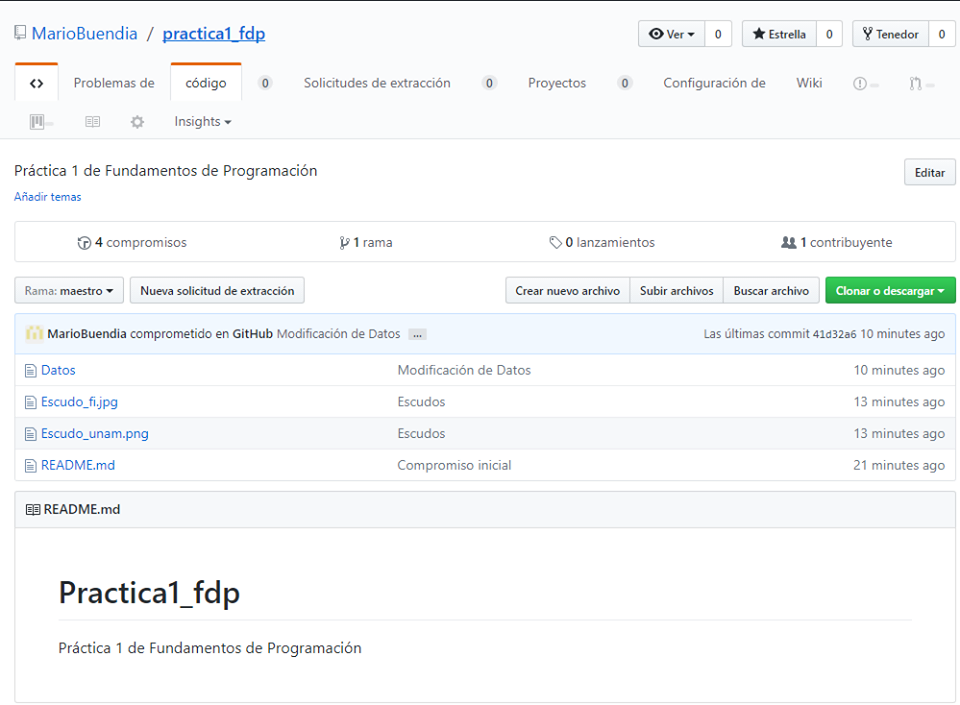 MarioBuendia / practica1_fdp Ver 0 Estrella 0 Tenedor 0
<> Problemas de código 0 Solicitudes de extracción 0 Proyectos 0 Configuración de Wiki
Insights
Práctica 1 de Fundamentos de Programación Editar
Añadir temas
4 compromisos 1 rama 0 lanzamientos 1 contribuyente
Rama: maestro Nueva solicitud de extracción Crear nuevo archivo Subir archivos Buscar archivo Clonar o descargar
MarioBuendia comprometido en GitHub Modificación de Datos ... Las últimas commit 41d32a6 10 minutes ago
Datos Modificación de Datos 10 minutes ago
Escudo_fi.jpg Escudos 13 minutes ago
Escudo_unam.png Escudos 13 minutes ago
README.md Compromiso inicial 21 minutes ago
README.md
Practica1_fdp
Práctica 1 de Fundamentos de Programación